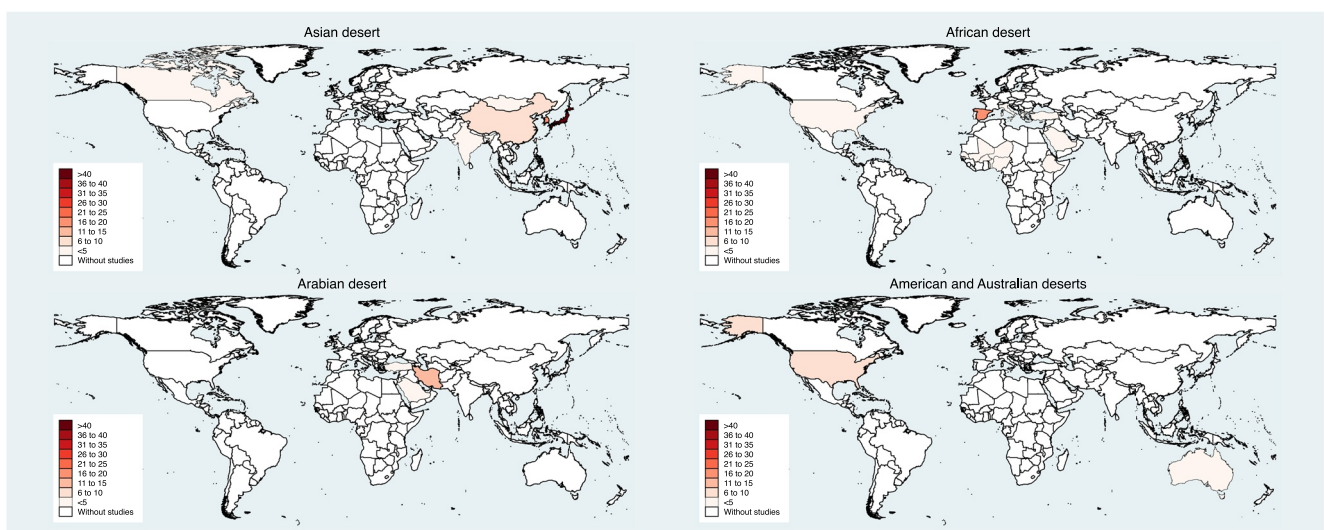 Asian desert
>40
36 to 40
31 to 35
26 to 30
21 to 25
16 to 20
11 to 15
6 to 10
<5
Without studies
African desert
>40
36 to 40
31 to 35
26 to 30
21 to 25
16 to 20
11 to 15
6 to 10
<5
Without studies
Arabian desert
>40
36 to 40
31 to 35
26 to 30
21 to 25
16 to 20
11 to 15
6 to 10
<5
Without studies
American and Australian deserts
>40
36 to 40
31 to 35
26 to 30
21 to 25
16 to 20
11 to 15
6 to 10
<5
Without studies